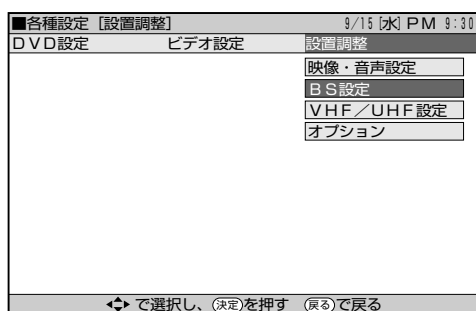 ■各種設定［設置調整］ 9/15[水]ＰＭ 9:30
ＤＶＤ設定 ビデオ設定 設置調整
映像・音声設定
ＢＳ設定
ＶＨＦ／ＵＨＦ設定
オプション
で選択し、決定を押す 戻るで戻る